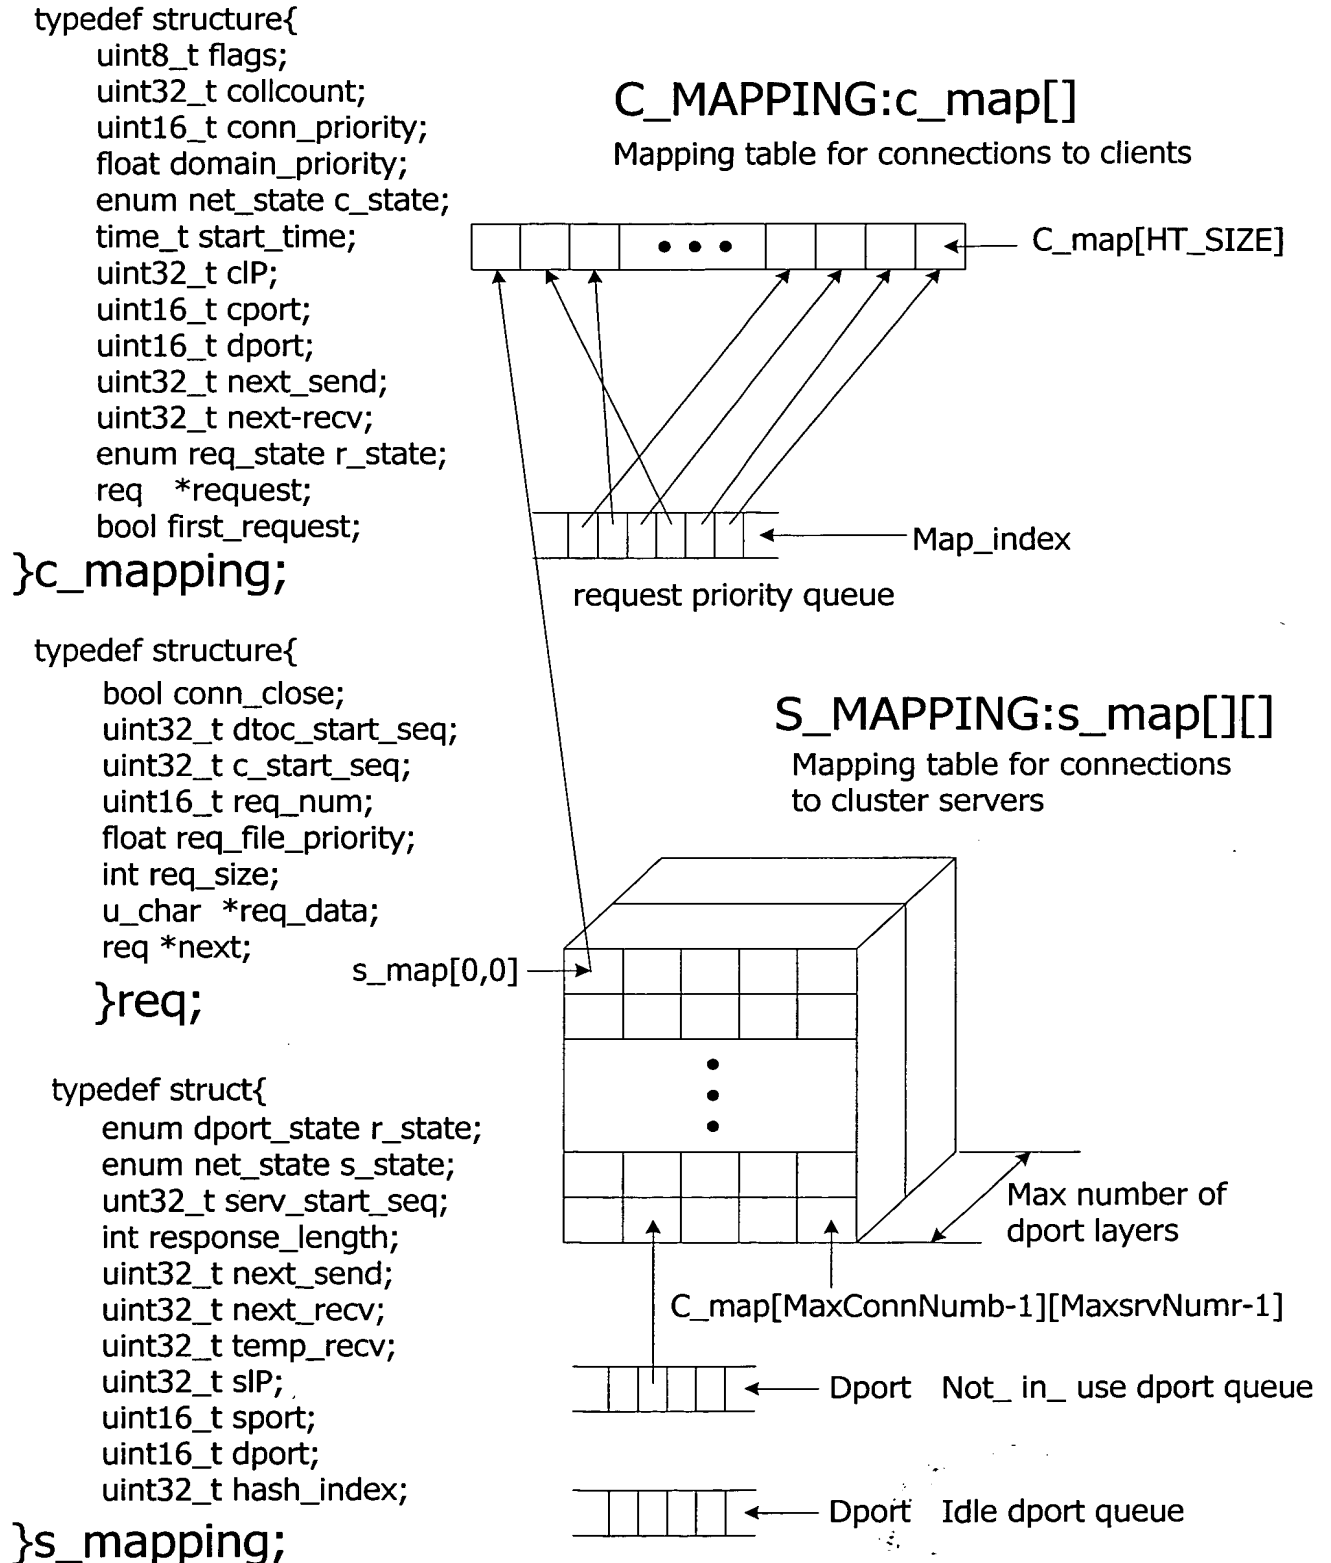 typedef structure{
uint8_t flags;
uint32_t collcount;
uint16_t conn_priority;
float domain_priority;
enum net_state c_state;
time_t start_time;
uint32_t cIP;
uint16_t cport;
uint16_t dport;
uint32_t next_send;
uint32_t next-recv;
enum req_state r_state;
req *request;
bool first_request;
}c_mapping;
C_MAPPING:c_map[]
Mapping table for connections to clients
C_map[HT_SIZE]
Map_index
request priority queue
typedef structure{
bool conn_close;
uint32_t dtoc_start_seq;
uint32_t c_start_seq;
uint16_t req_num;
float req_file_priority;
int req_size;
u_char *req_data;
req *next;
}req;
S_MAPPING:s_map[][]
Mapping table for connections
to cluster servers
s_map[0,0]
Max number of
dport layers
C_map[MaxConnNumb-1][MaxsrvNumr-1]
typedef struct{
enum dport_state r_state;
enum net_state s_state;
unt32_t serv_start_seq;
int response_length;
uint32_t next_send;
uint32_t next_recv;
uint32_t temp_recv;
uint32_t sIP;
uint16_t sport;
uint16_t dport;
uint32_t hash_index;
}s_mapping;
Dport Not_ in_ use dport queue
Dport Idle dport queue